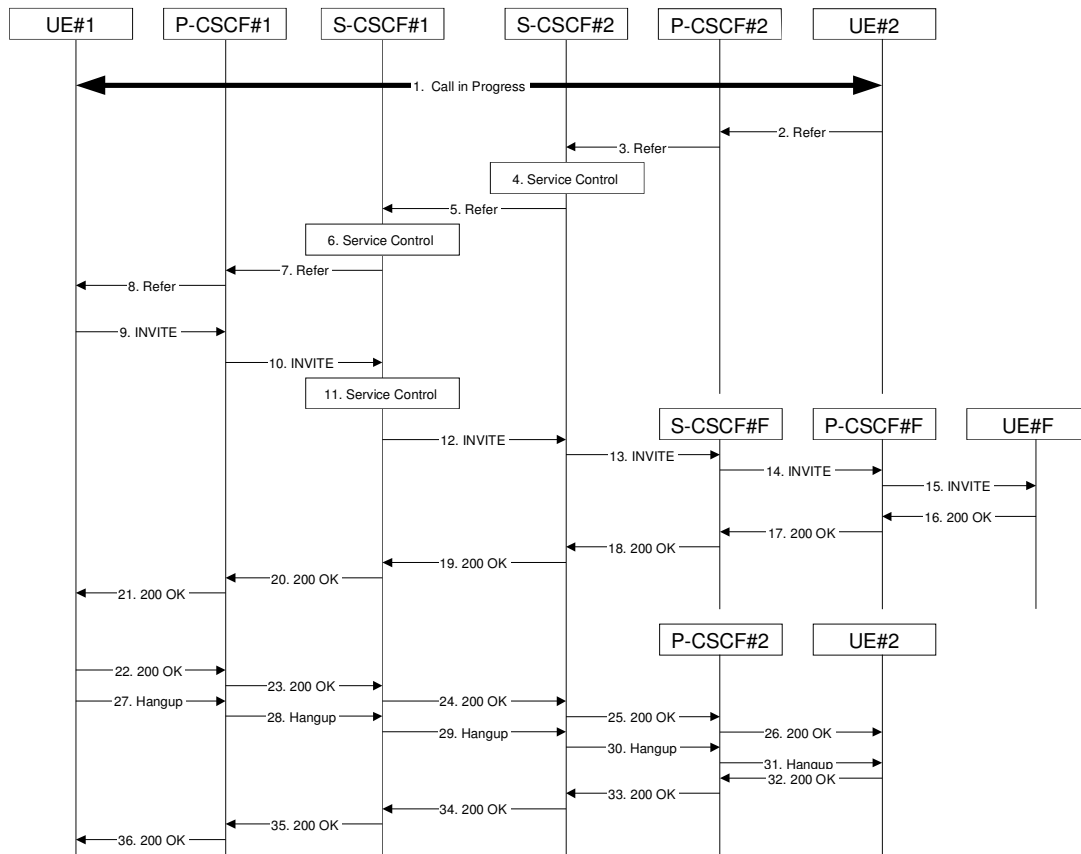 UE#1
P-CSCF#1
S-CSCF#1
S-CSCF#2
P-CSCF#2
UE#2
1. Call in Progress
2. Refer
3. Refer
4. Service Control
5. Refer
6. Service Control
7. Refer
8. Refer
9. INVITE
10. INVITE
11. Service Control
S-CSCF#F
P-CSCF#F
UE#F
12. INVITE
13. INVITE
14. INVITE
15. INVITE
16. 200 OK
17. 200 OK
18. 200 OK
19. 200 OK
20. 200 OK
21. 200 OK
P-CSCF#2
UE#2
22. 200 OK
23. 200 OK
24. 200 OK
25. 200 OK
26. 200 OK
27. Hangup
28. Hangup
29. Hangup
30. Hangup
31. Hangup
32. 200 OK
33. 200 OK
34. 200 OK
35. 200 OK
36. 200 OK